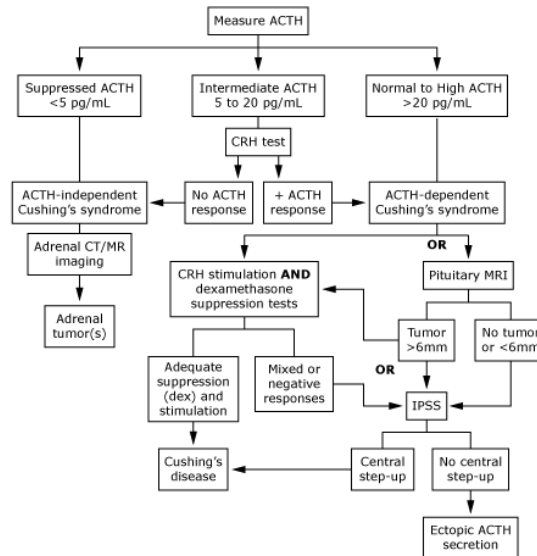 Measure ACTH
Suppressed ACTH
<5 pg/mL
Intermediate ACTH
5 to 20 pg/mL
Normal to High ACTH
>20 pg/mL
CRH test
ACTH-independent
Cushing's syndrome
No ACTH
response
+ ACTH
response
ACTH-dependent
Cushing's syndrome
OR
Adrenal CT/MR
imaging
CRH stimulation AND
dexamethasone
suppression tests
Pituitary MRI
Adrenal
tumor(s)
Tumor
>6mm
No tumor
or <6mm
Adequate
suppression
(dex) and
stimulation
Mixed or
negative
responses
OR
IPSS
Cushing's
disease
Central
step-up
No central
step-up
Ectopic ACTH
secretion